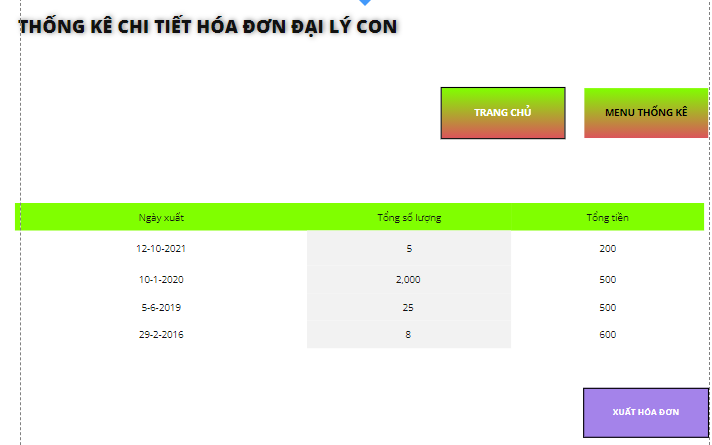 THỐNG KÊ CHI TIẾT HÓA ĐƠN ĐẠI LÝ CON
TRANG CHỦ MENU THỐNG KÊ
Ngày xuất Tổng số lượng Tổng tiền
12-10-2021 5 200
10-1-2020 2,000 500
5-6-2019 25 500
29-2-2016 8 600
XUẤT HÓA ĐƠN